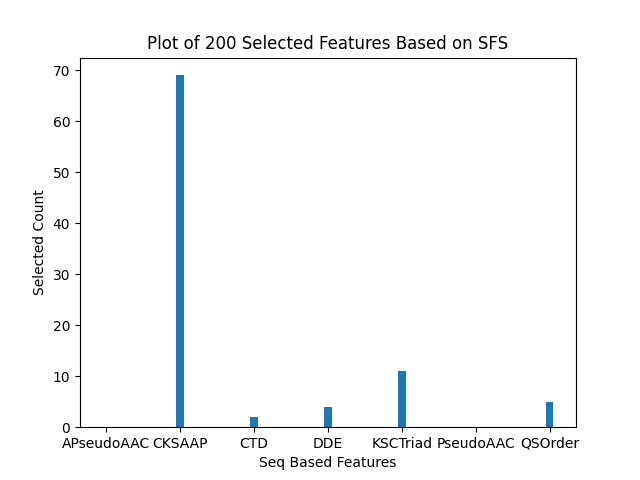 Plot of 200 Selected Features Based on SFS
70
60
50
40
30
20
10
0
Selected Count
APseudoAAC CKSAAP CTD DDE KSCTriad PseudoAAC QSOrder
Seq Based Features